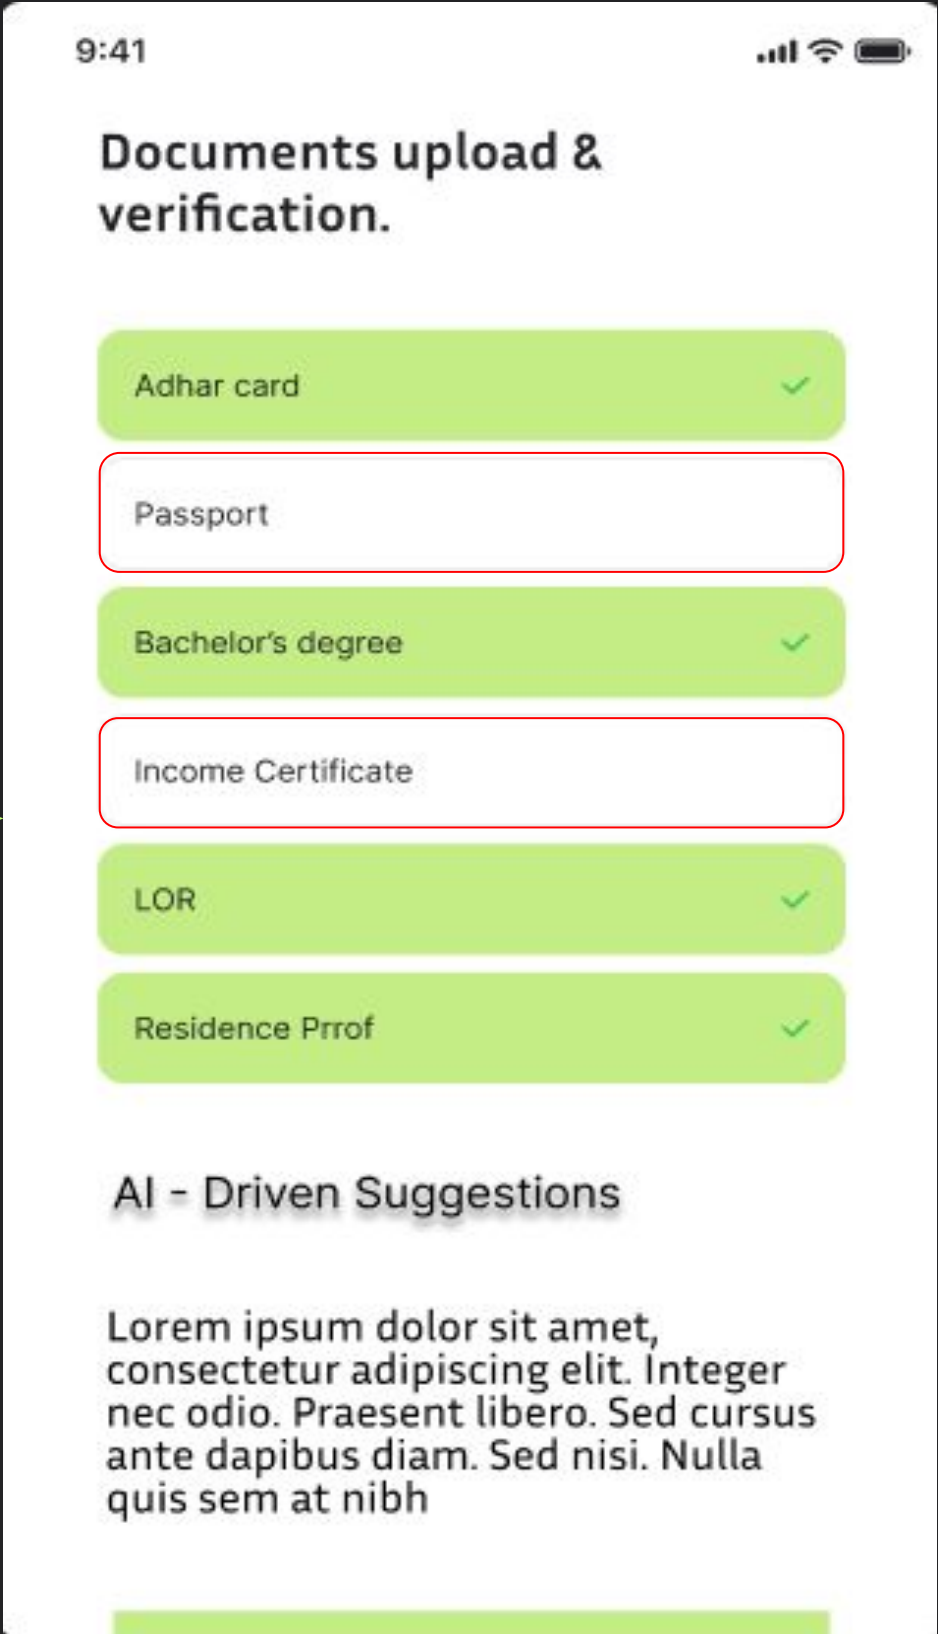 9:41
Documents upload &
verification.
Adhar card
Passport
Bachelor's degree
Income Certificate
LOR
Residence Prrof
AI - Driven Suggestions
Lorem ipsum dolor sit amet,
consectetur adipiscing elit. Integer
nec odio. Praesent libero. Sed cursus
ante dapibus diam. Sed nisi. Nulla
quis sem at nibh